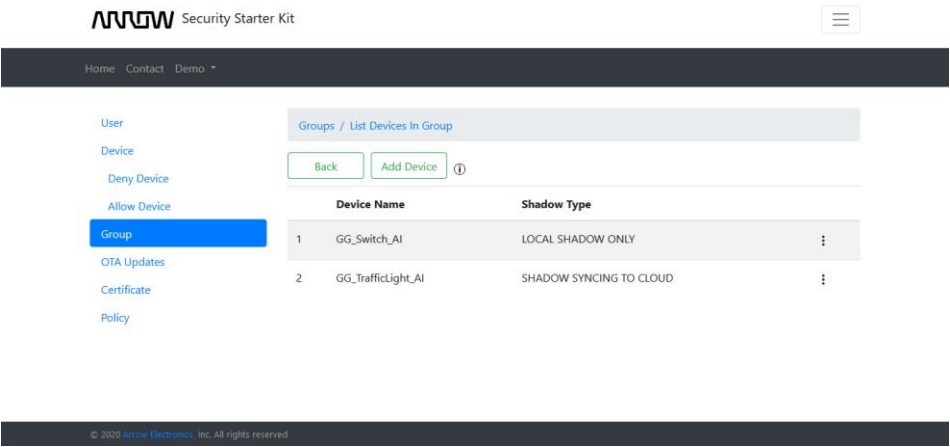 ARROW Security Starter Kit
Home Contact Demo
User
Device
Deny Device
Allow Device
Group
OTA Updates
Certificate
Policy
Groups / List Devices In Group
Back Add Device
Device Name Shadow Type
1 GG_Switch_AI LOCAL SHADOW ONLY
2 GG_TrafficLight_AI SHADOW SYNCING TO CLOUD
© 2020 Arrow Electronics, Inc. All rights reserved